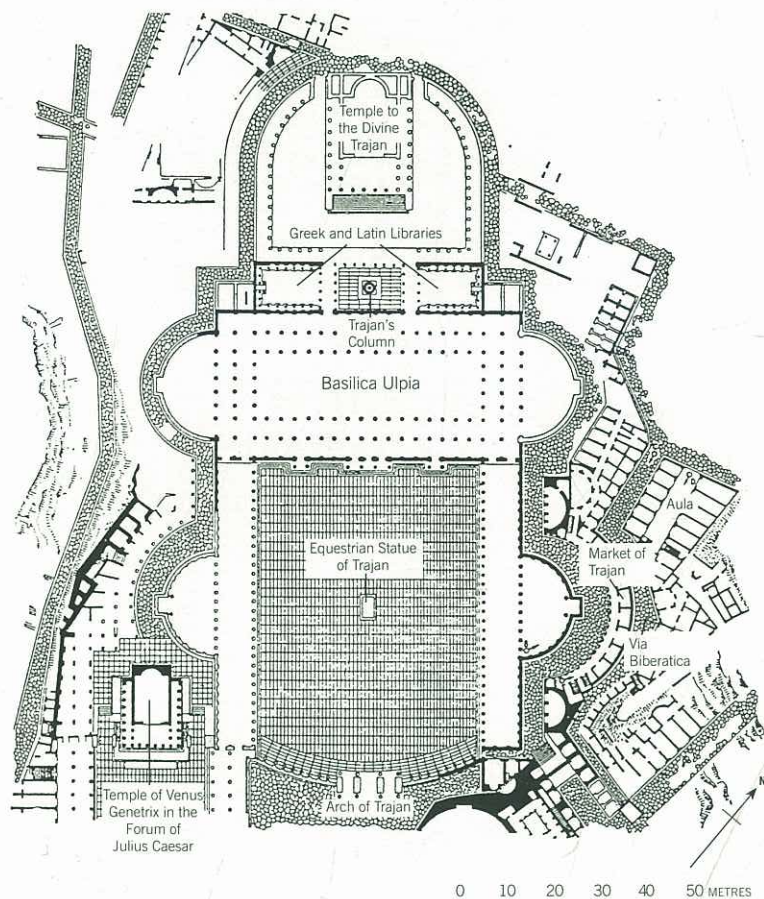 Temple to
the Divine
Trajan
Greek and Latin Libraries
Trajan's
Column
Basilica Ulpia
Aula
Equestrian Statue
of Trajan
Market of
Trajan
Via
Biberatica
Temple of Venus
Genetrix in the
Forum of
Julius Caesar
Arch of Trajan
N
0 10 20 30 40 50 METRES